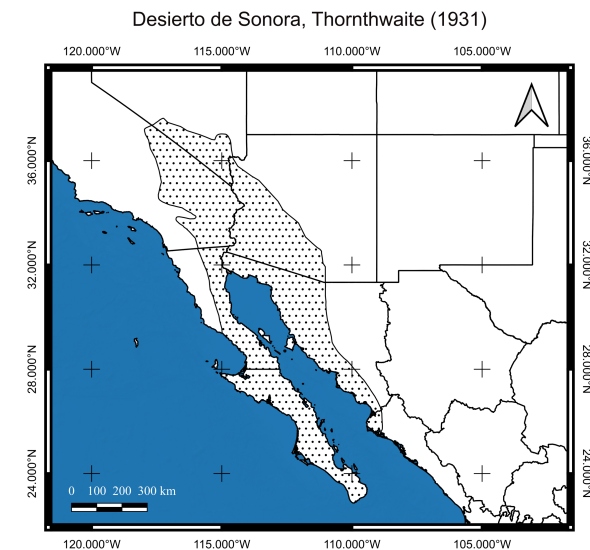 Desierto de Sonora, Thornthwaite (1931)
120.000°W 115.000°W 110.000°W 105.000°W
36.000°N 36.000°N
32.000°N 32.000°N
28.000°N 28.000°N
24.000°N 24.000°N
0 100 200 300 km
120.000°W 115.000°W 110.000°W 105.000°W